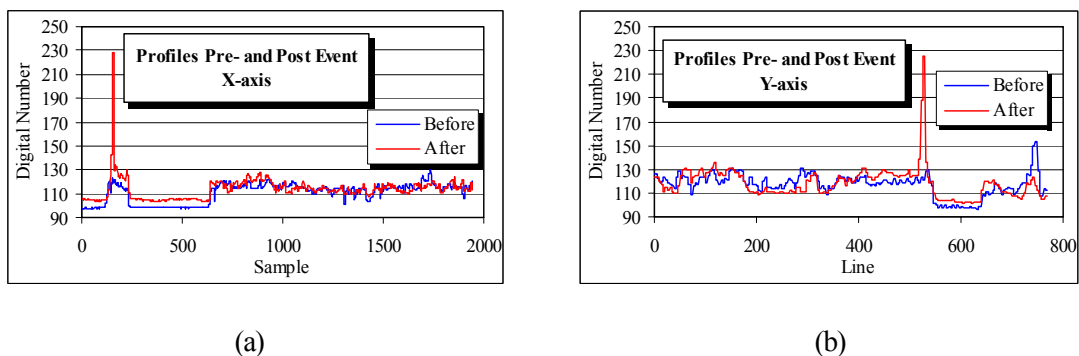 250
230
210
190
170
150
130
110
90
Digital Number
Profiles Pre- and Post Event
X-axis
Before
After
0
500
1000
1500
2000
Sample
(a)
250
230
210
190
170
150
130
110
90
Digital Number
Profiles Pre- and Post Event
Y-axis
Before
After
0
200
400
600
800
Line
(b)